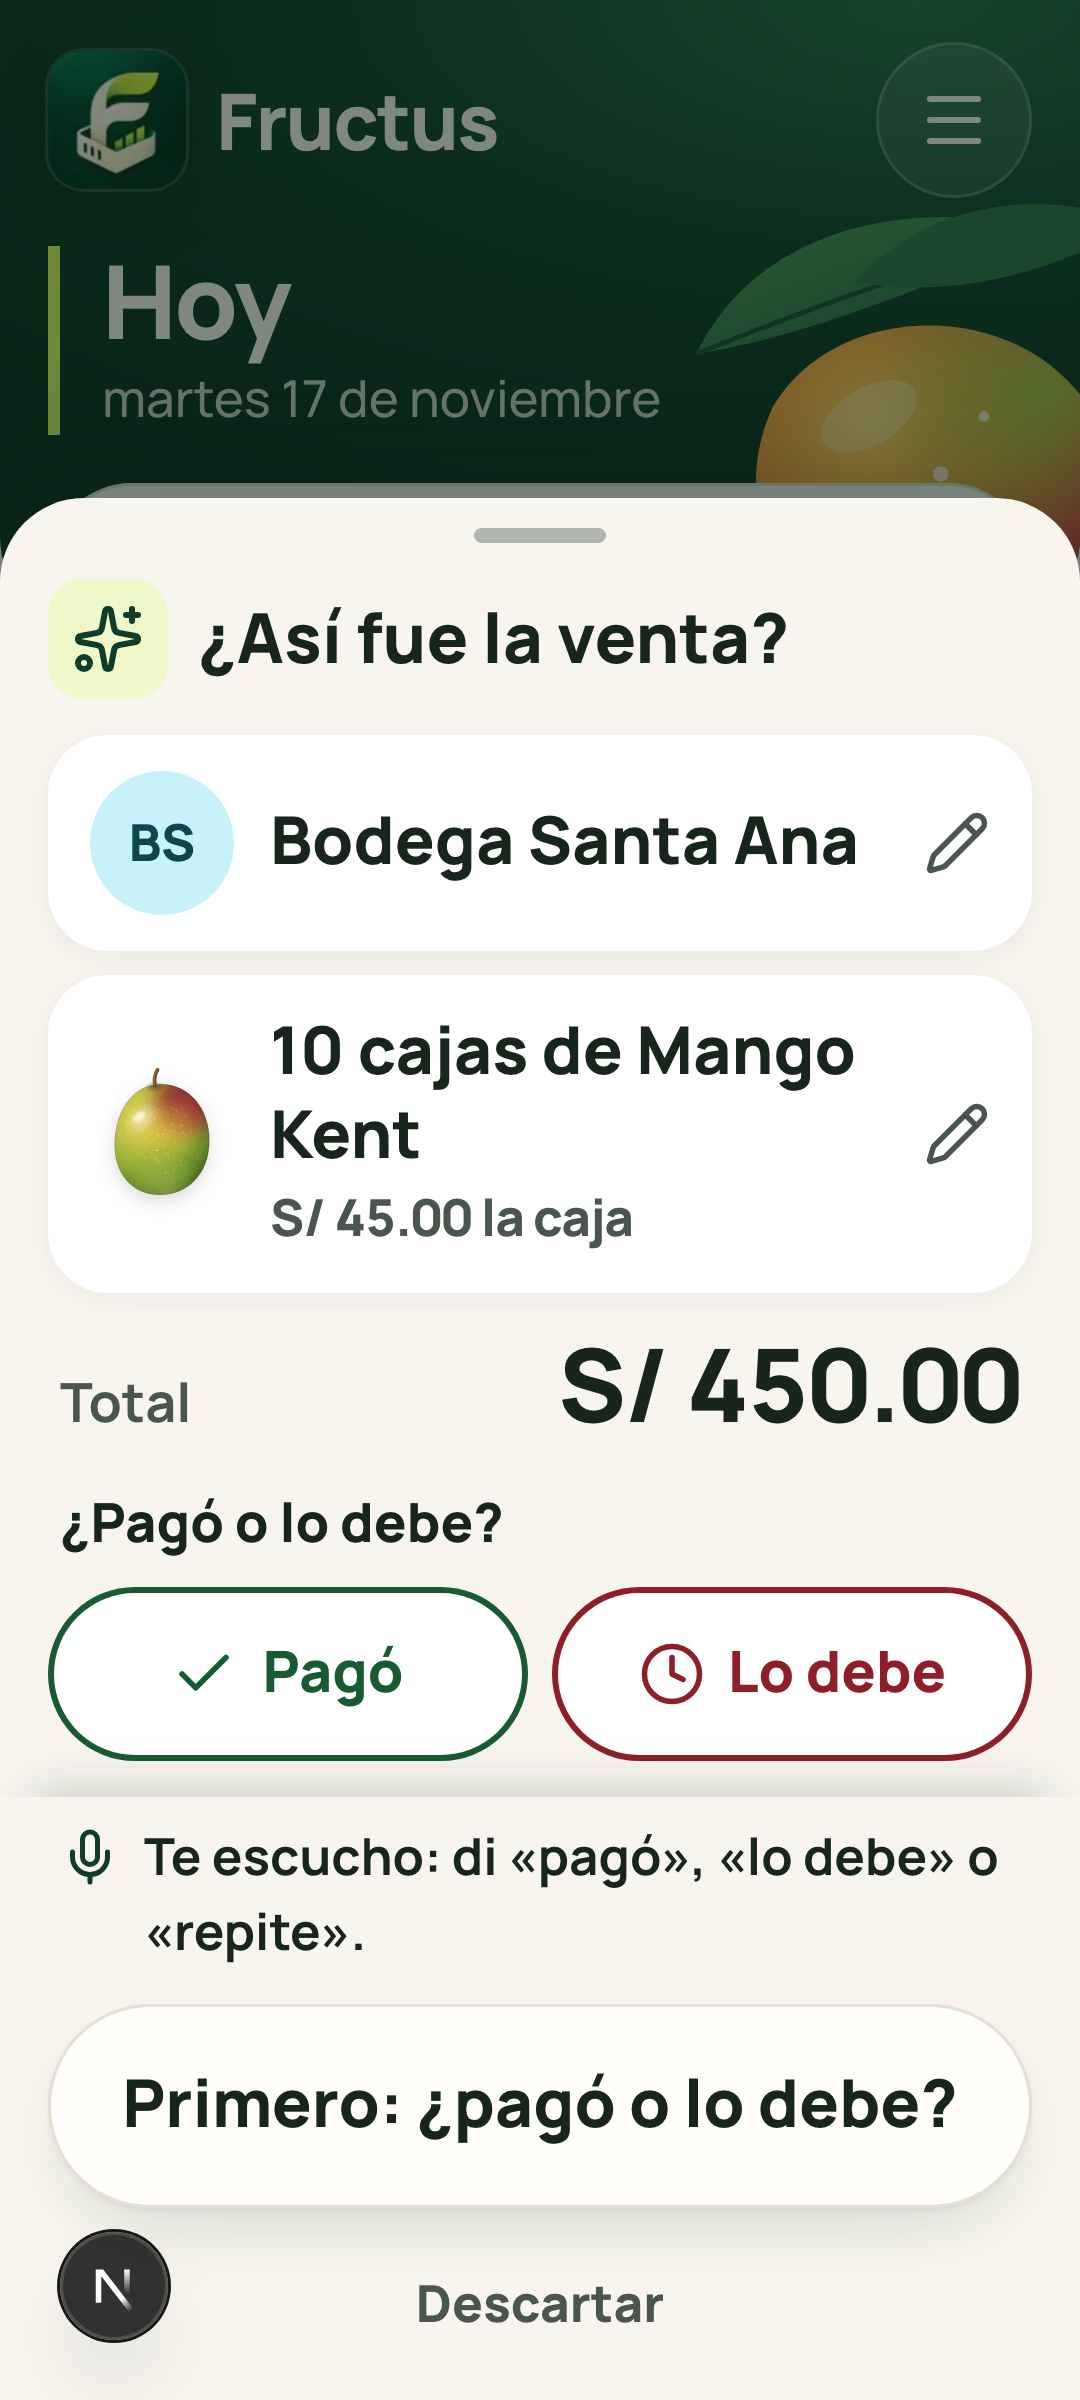 Fructus
Hoy
martes 17 de noviembre
¿Así fue la venta?
BS
Bodega Santa Ana
10 cajas de Mango
Kent
S/ 45.00 la caja
Total
S/ 450.00
¿Pagó o lo debe?
Pagó
Lo debe
Te escucho: di «pagó», «lo debe» o
«repite».
Primero: ¿pagó o lo debe?
N
Descartar